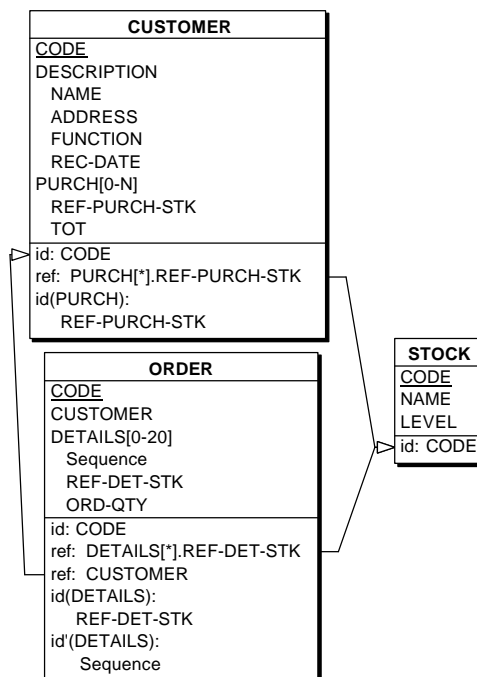 CUSTOMER
CODE
DESCRIPTION
NAME
ADDRESS
FUNCTION
REC-DATE
PURCH[0-N]
REF-PURCH-STK
TOT
id: CODE
ref: PURCH[*].REF-PURCH-STK
id(PURCH):
REF-PURCH-STK
ORDER
CODE
CUSTOMER
DETAILS[0-20]
Sequence
REF-DET-STK
ORD-QTY
id: CODE
ref: DETAILS[*].REF-DET-STK
ref: CUSTOMER
id(DETAILS):
REF-DET-STK
id'(DETAILS):
Sequence
STOCK
CODE
NAME
LEVEL
id: CODE